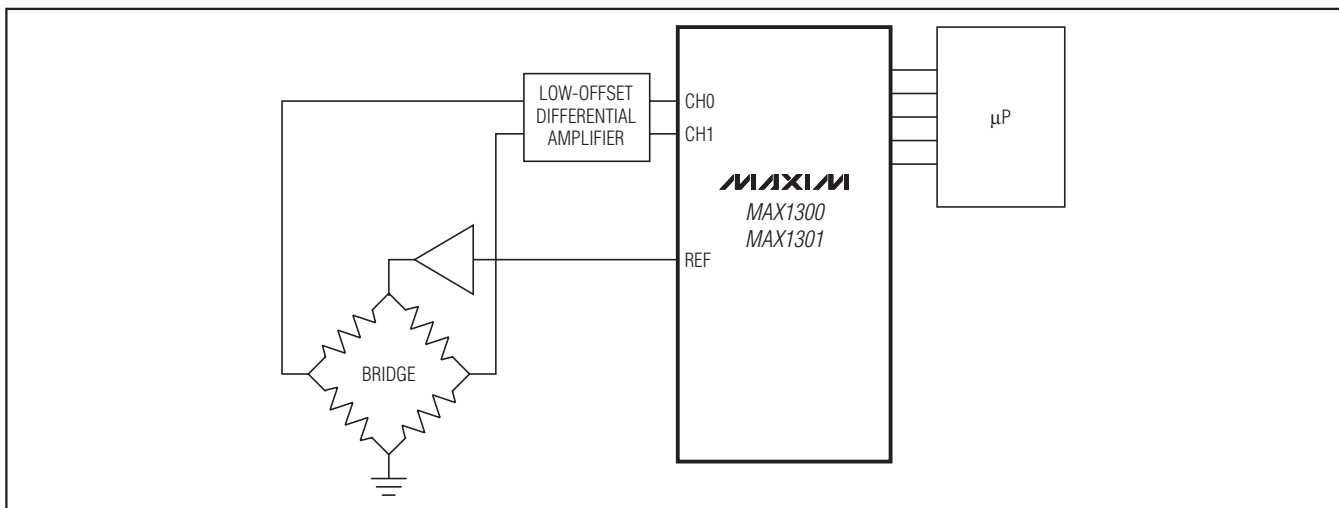 LOW-OFFSET
DIFFERENTIAL
AMPLIFIER
CH0
CH1
µP
MAXIM
MAX1300
MAX1301
REF
BRIDGE